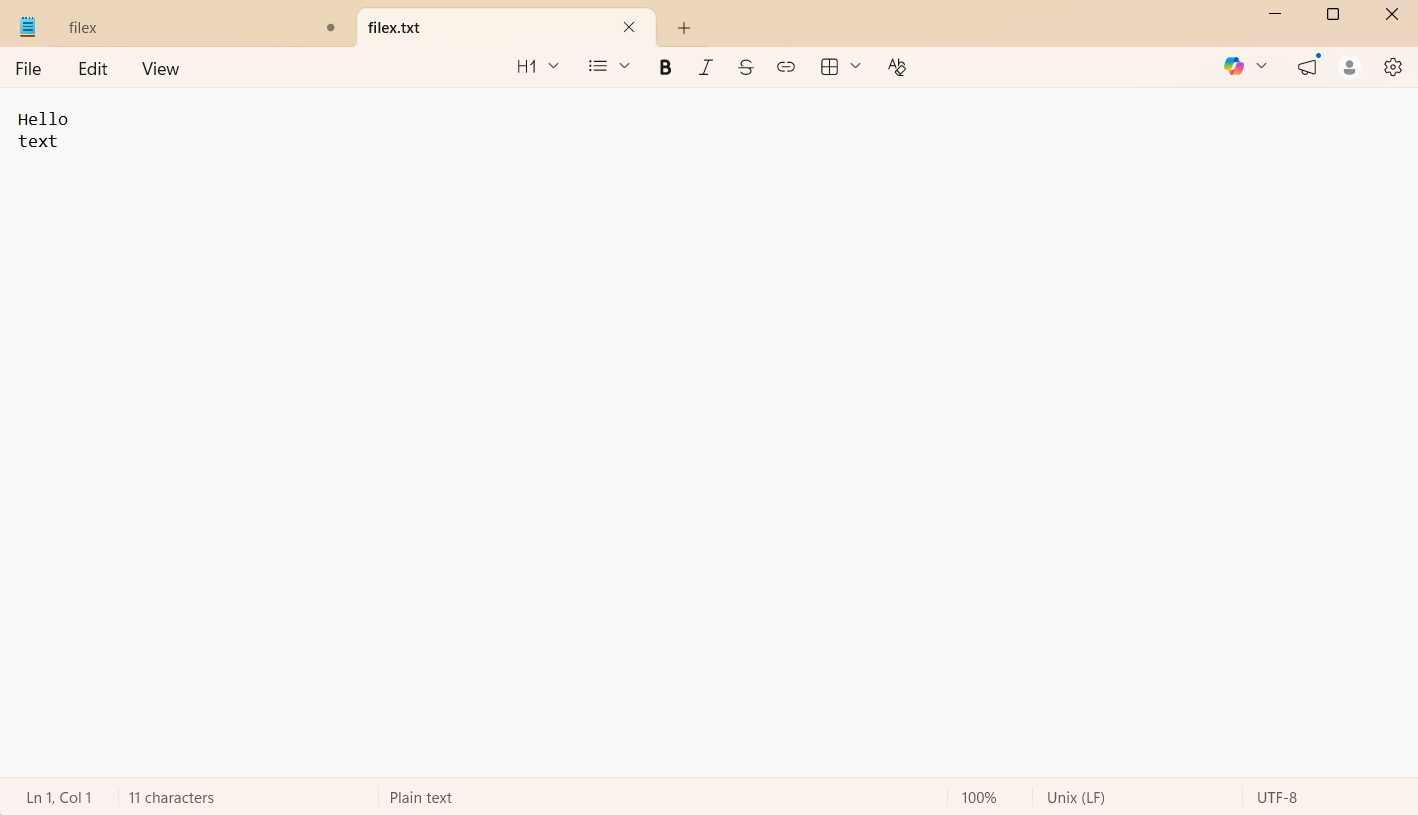 filex
filex.txt
File Edit View
H1
Hello
text
Ln 1, Col 1 11 characters Plain text 100% Unix (LF) UTF-8